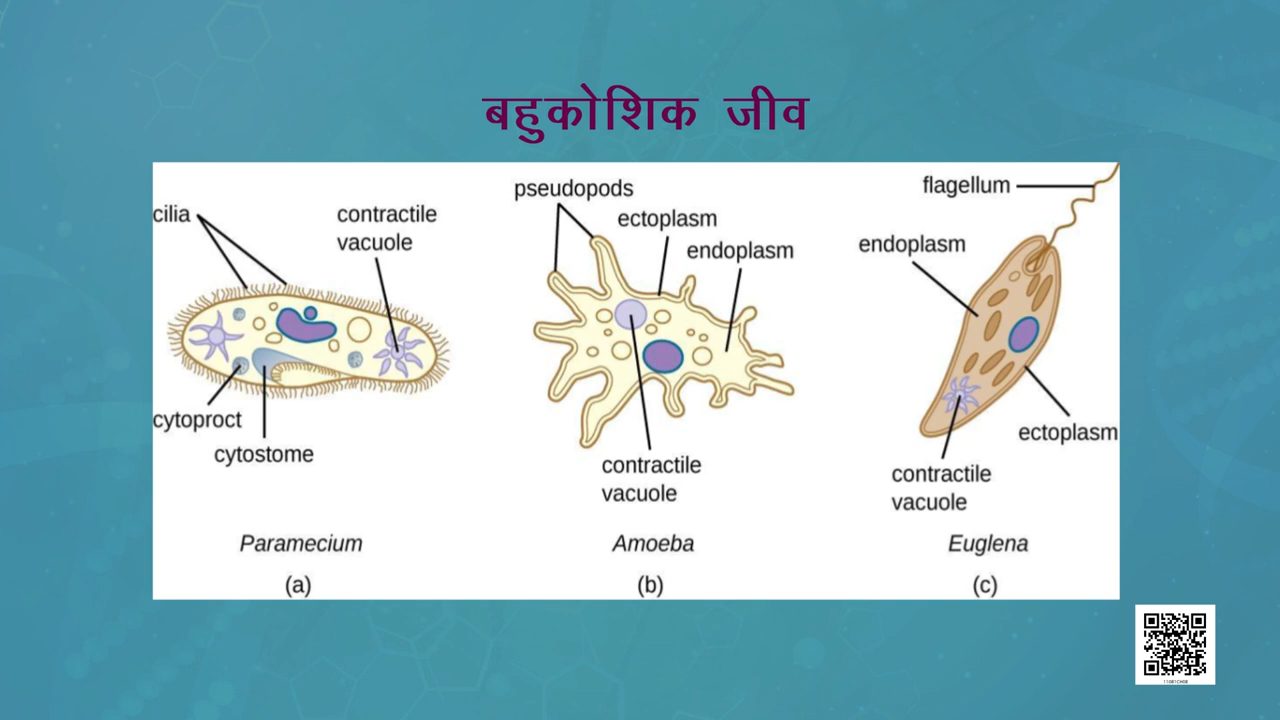 बहुकोशिक जीव
cilia
contractile
vacuole
cytoproct
cytostome
Paramecium
(a)
pseudopods
ectoplasm
endoplasm
contractile
vacuole
Amoeba
(b)
flagellum
endoplasm
ectoplasm
contractile
vacuole
Euglena
(c)